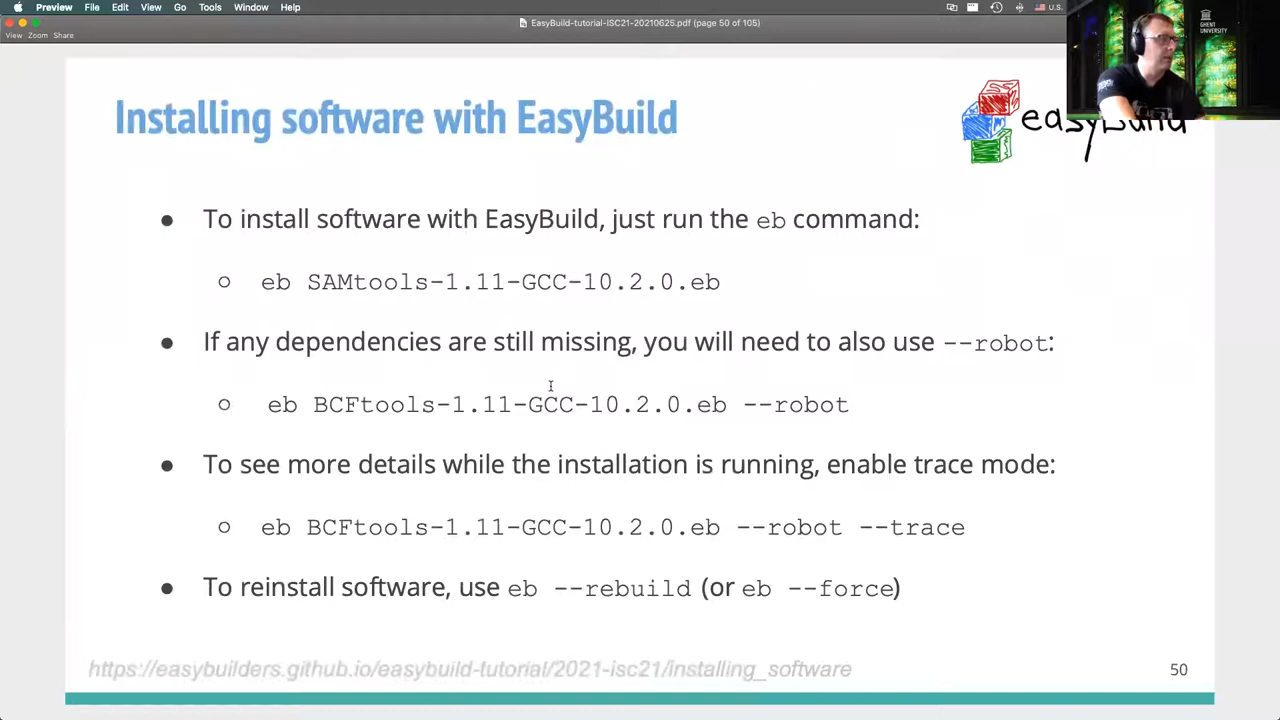 Preview File Edit View Go Tools Window Help U.S.
EasyBuild-tutorial-ISC21-20210625.pdf (page 50 of 105)
View Zoom Share
GHENT
UNIVERSITY
Installing software with EasyBuild
easybuild
● To install software with EasyBuild, just run the eb command:
○ eb SAMtools-1.11-GCC-10.2.0.eb
● If any dependencies are still missing, you will need to also use --robot:
○ eb BCFtools-1.11-GCC-10.2.0.eb --robot
● To see more details while the installation is running, enable trace mode:
○ eb BCFtools-1.11-GCC-10.2.0.eb --robot --trace
● To reinstall software, use eb --rebuild (or eb --force)
https://easybuilders.github.io/easybuild-tutorial/2021-isc21/installing_software
50